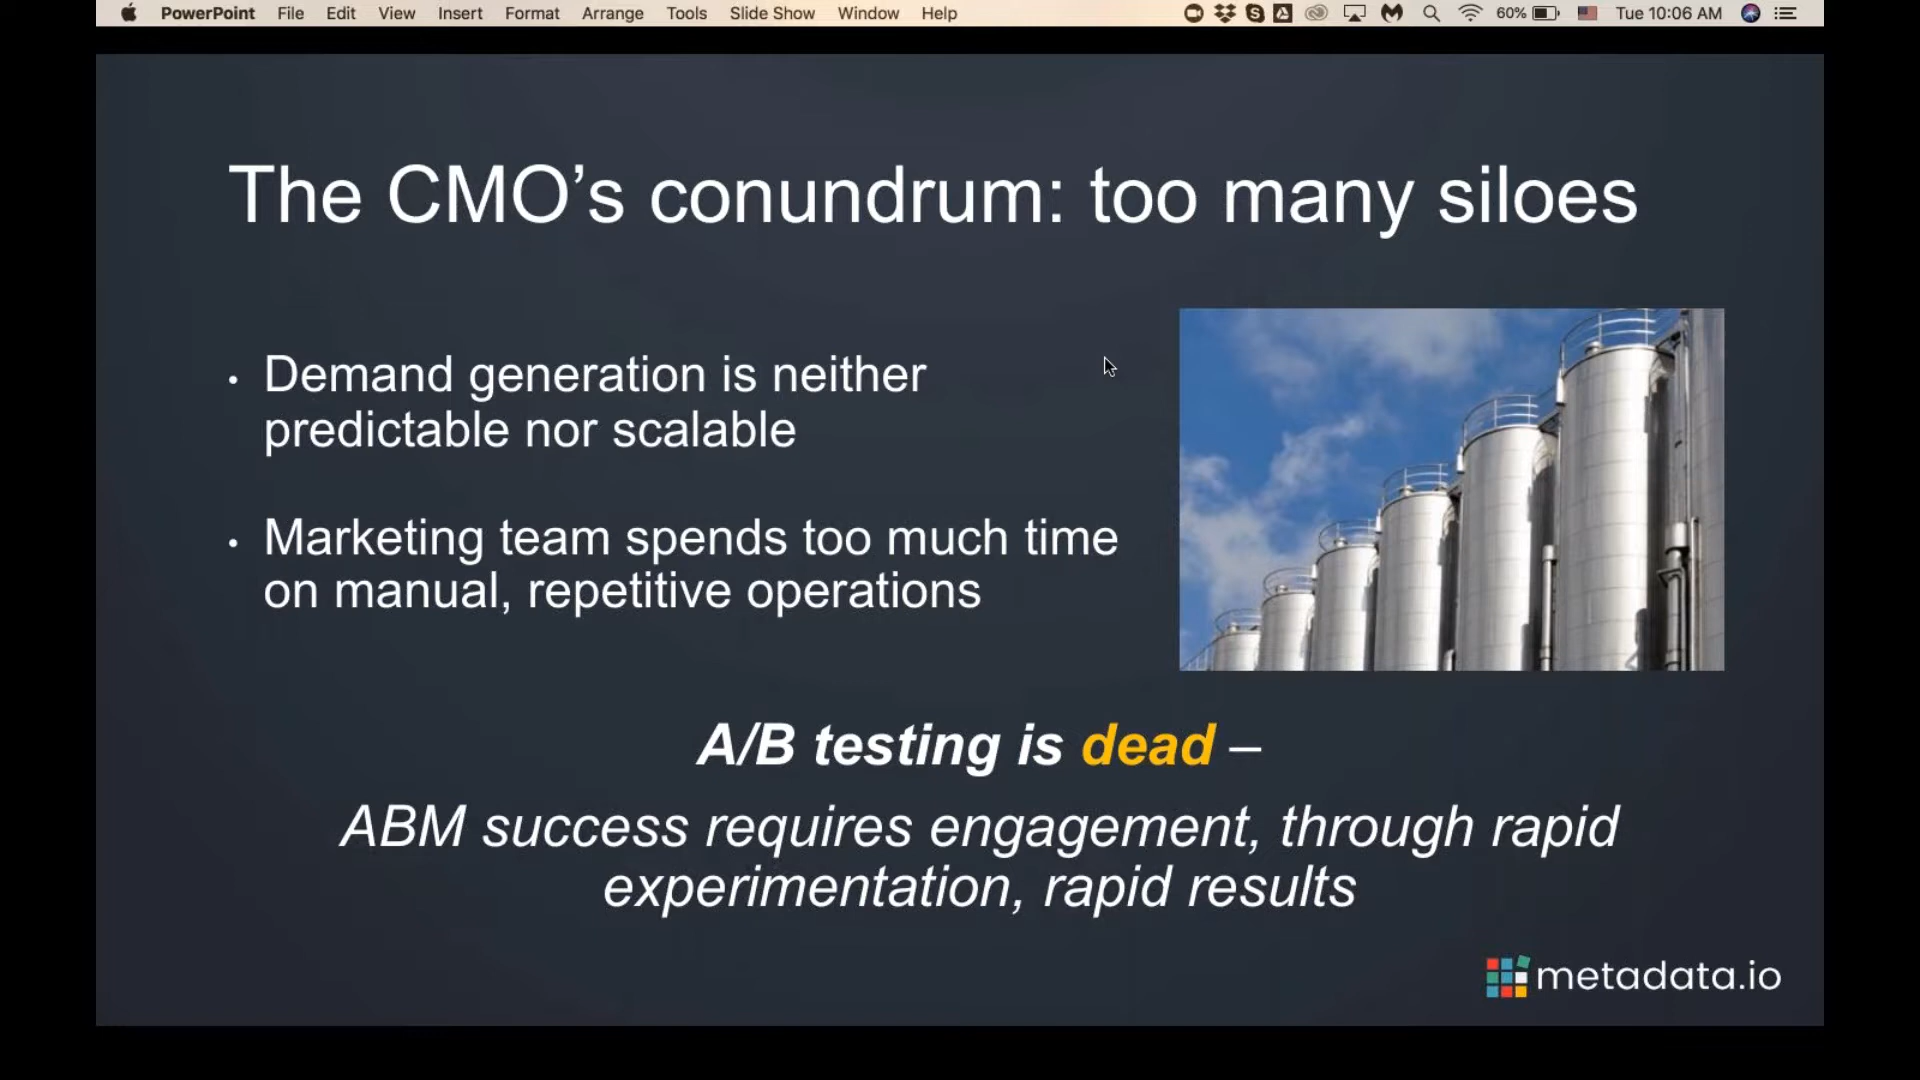 PowerPoint File Edit View Insert Format Arrange Tools Slide Show Window Help 60% Tue 10:06 AM
The CMO’s conundrum: too many siloes
• Demand generation is neither
predictable nor scalable
• Marketing team spends too much time
on manual, repetitive operations
A/B testing is dead –
ABM success requires engagement, through rapid
experimentation, rapid results
metadata.io